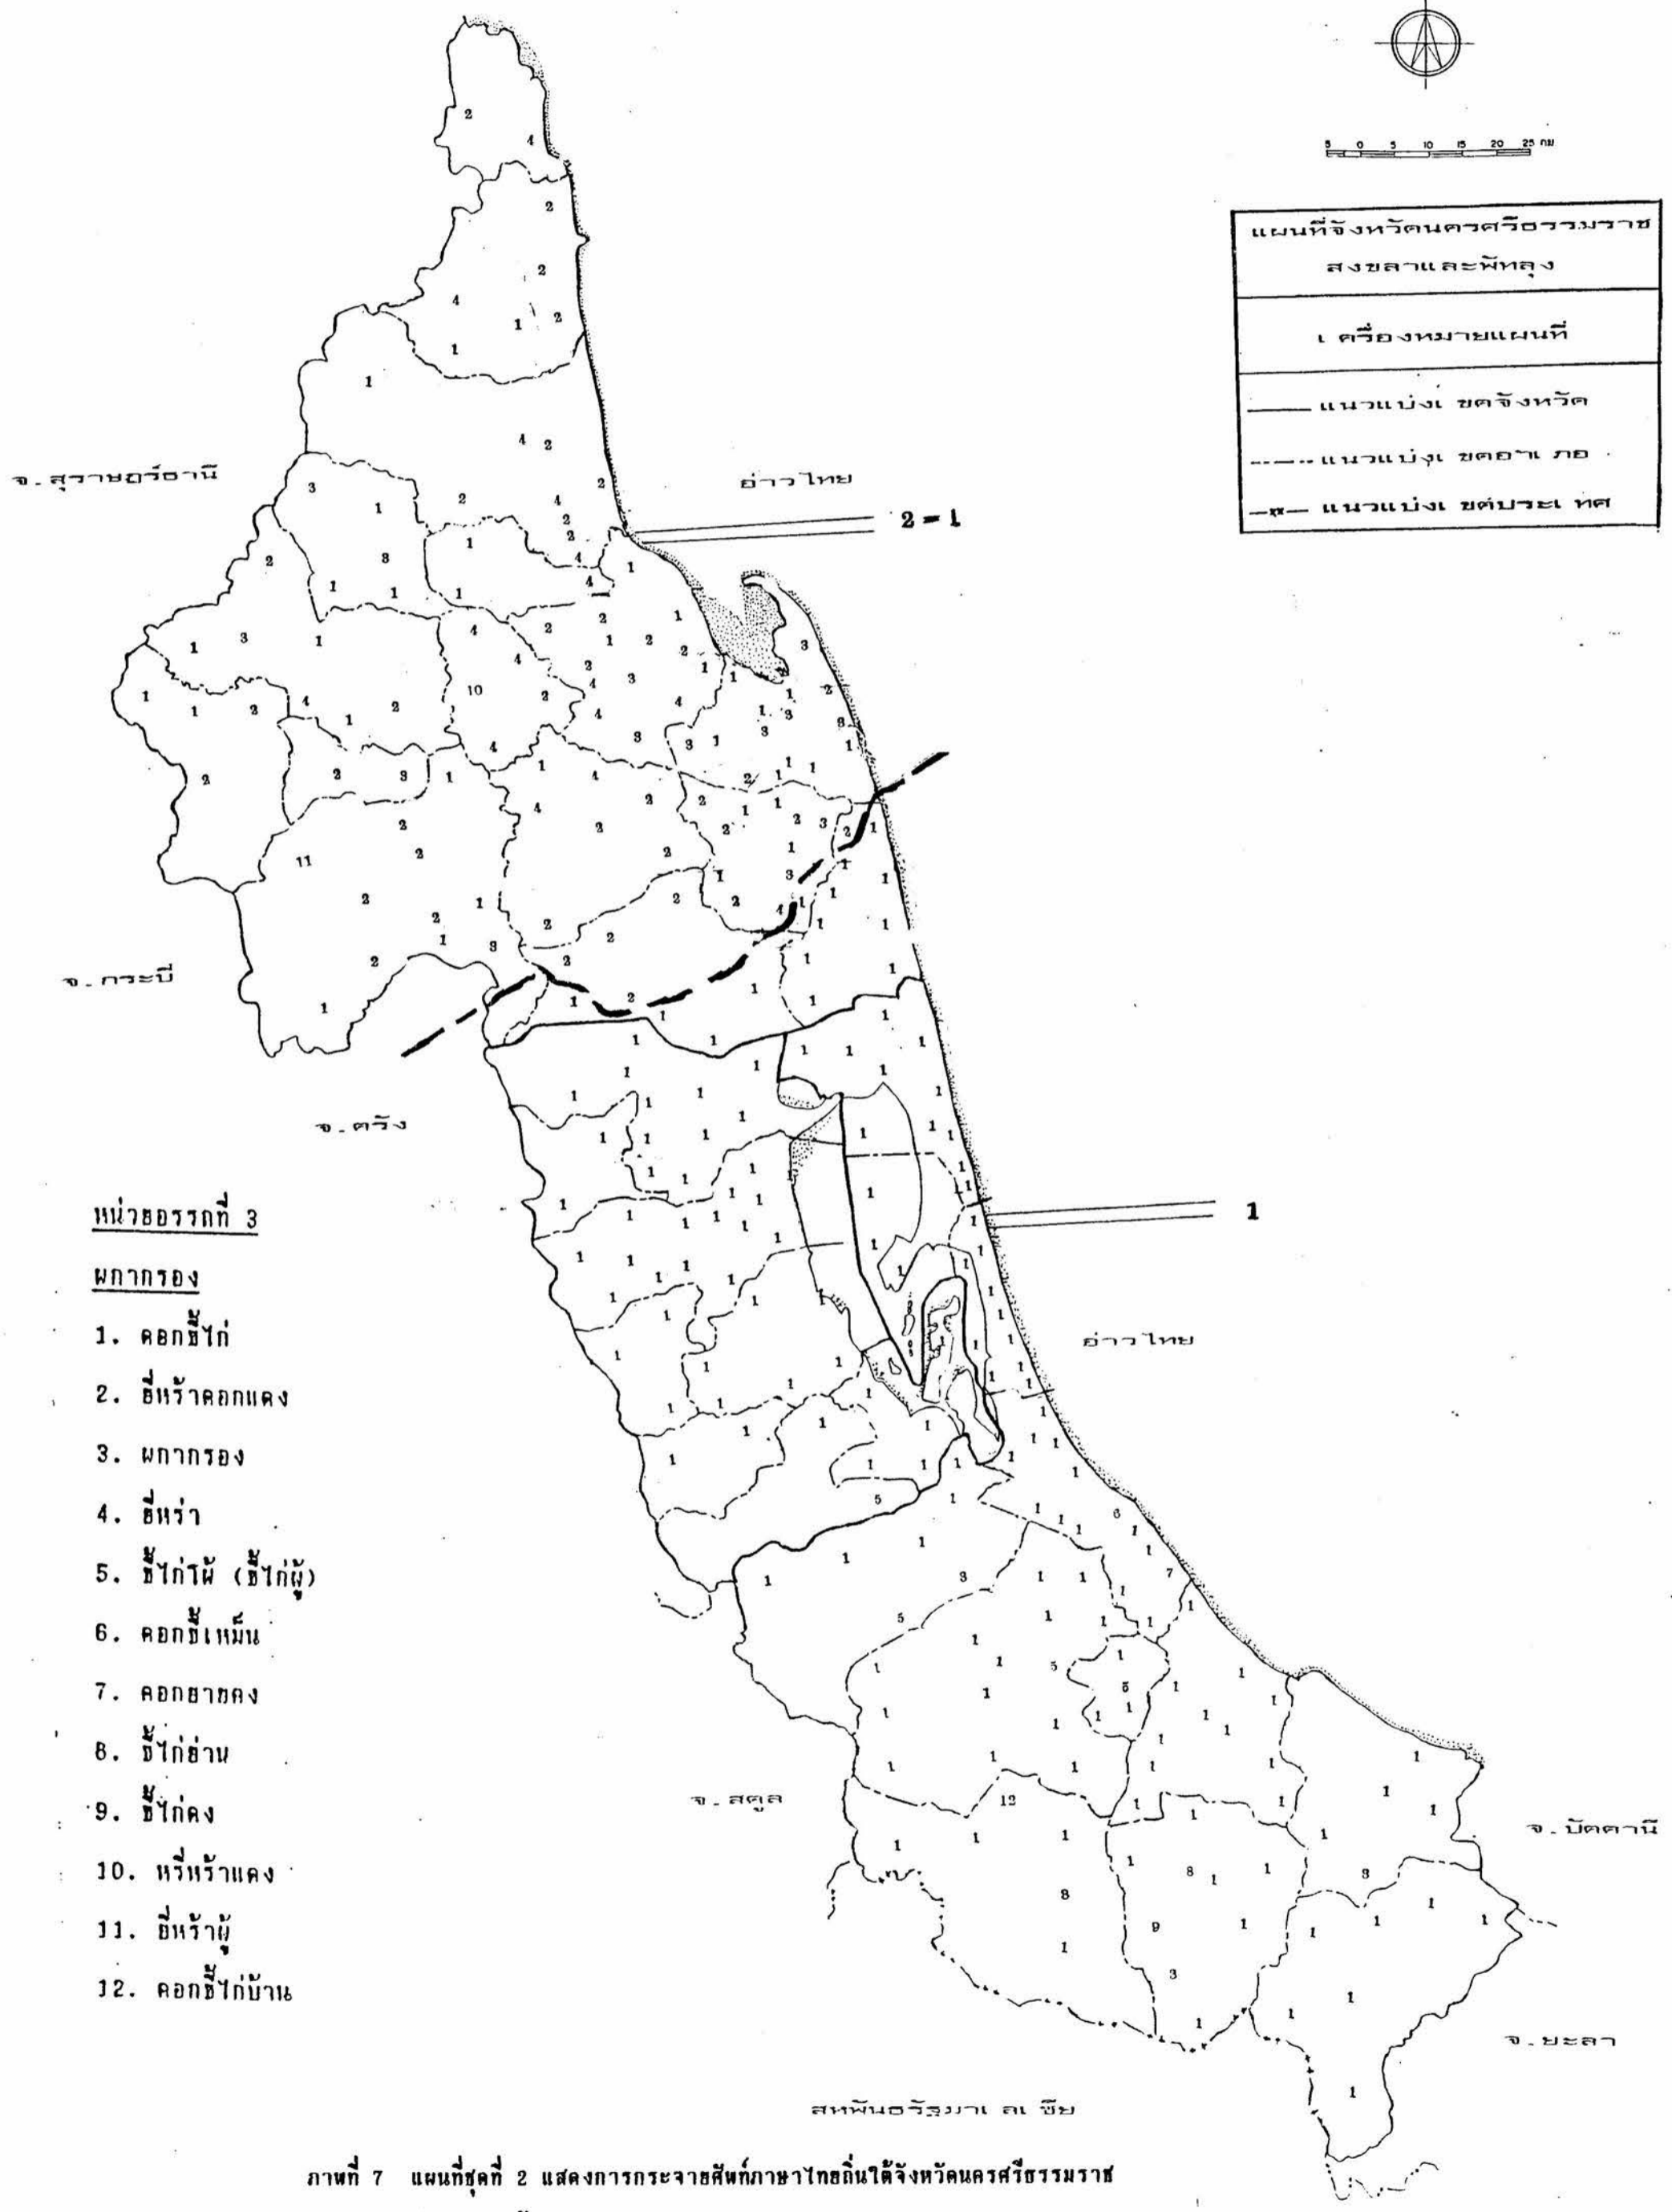 5 0 5 10 15 20 25 กม
แผนที่จังหวัดนครศรีธรรมราช
สงขลาและพัทลุง
เครื่องหมายแผนที่
แนวแบ่งเขตจังหวัด
แนวแบ่งเขตอำเภอ
แนวแบ่งเขตประเทศ
จ.สุราษฎร์ธานี
อ่าวไทย
2 = 1
จ.กระบี่
จ.ตรัง
1
อ่าวไทย
หน่วยอรรถที่ 3
ผกากรอง
1. ดอกขี้ไก่
2. ยี่หร้าดอกแดง
3. ผกากรอง
4. ยี่หร่า
5. ขี้ไก่โผ้ (ขี้ไก่ผู้)
6. ดอกขี้เหม็น
7. ดอกยายคง
8. ขี้ไก่ย่าน
9. ขี้ไก่ดง
10. หรี่หร้าแดง
11. ยี่หร้าผู้
12. ดอกขี้ไก่บ้าน
จ.สตูล
จ.ปัตตานี
จ.ยะลา
สหพันธรัฐมาเลเซีย
ภาพที่ 7 แผนที่ชุดที่ 2 แสดงการกระจายศัพท์ภาษาไทยถิ่นใต้จังหวัดนครศรีธรรมราช